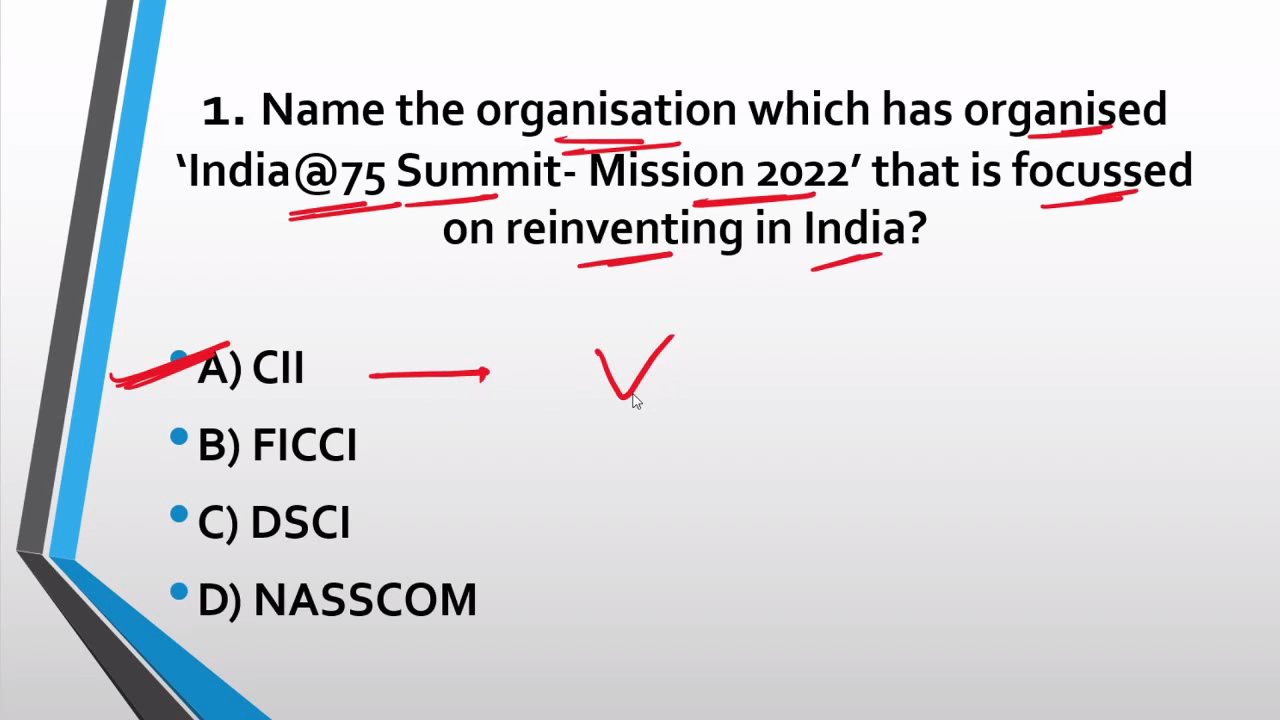 1. Name the organisation which has organised
‘India@75 Summit- Mission 2022’ that is focussed
on reinventing in India?
• A) CII
• B) FICCI
• C) DSCI
• D) NASSCOM